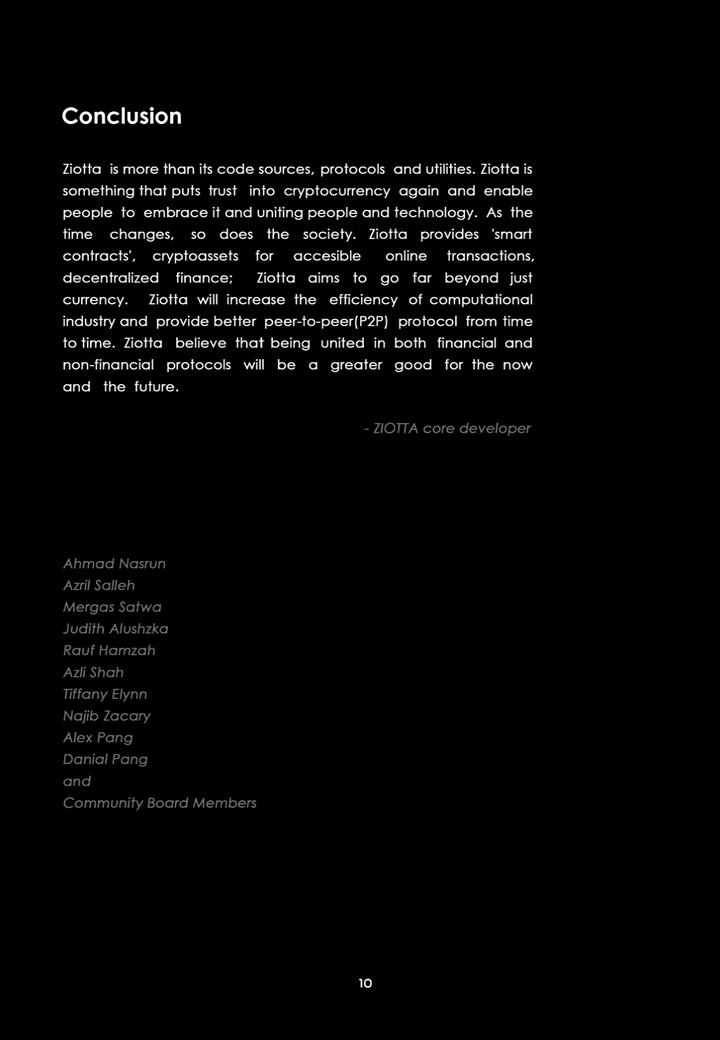 Conclusion
Ziotta is more than its code sources, protocols and utilities. Ziotta is
something that puts trust into cryptocurrency again and enable
people to embrace it and uniting people and technology. As the
time changes, so does the society. Ziotta provides 'smart
contracts', cryptoassets for accesible online transactions,
decentralized finance; Ziotta aims to go far beyond just
currency. Ziotta will increase the efficiency of computational
industry and provide better peer-to-peer(P2P) protocol from time
to time. Ziotta believe that being united in both financial and
non-financial protocols will be a greater good for the now
and the future.
- ZIOTTA core developer
Ahmad Nasrun
Azril Salleh
Mergas Satwa
Judith Alushzka
Rauf Hamzah
Azli Shah
Tiffany Elynn
Najib Zacary
Alex Pang
Danial Pang
and
Community Board Members
10